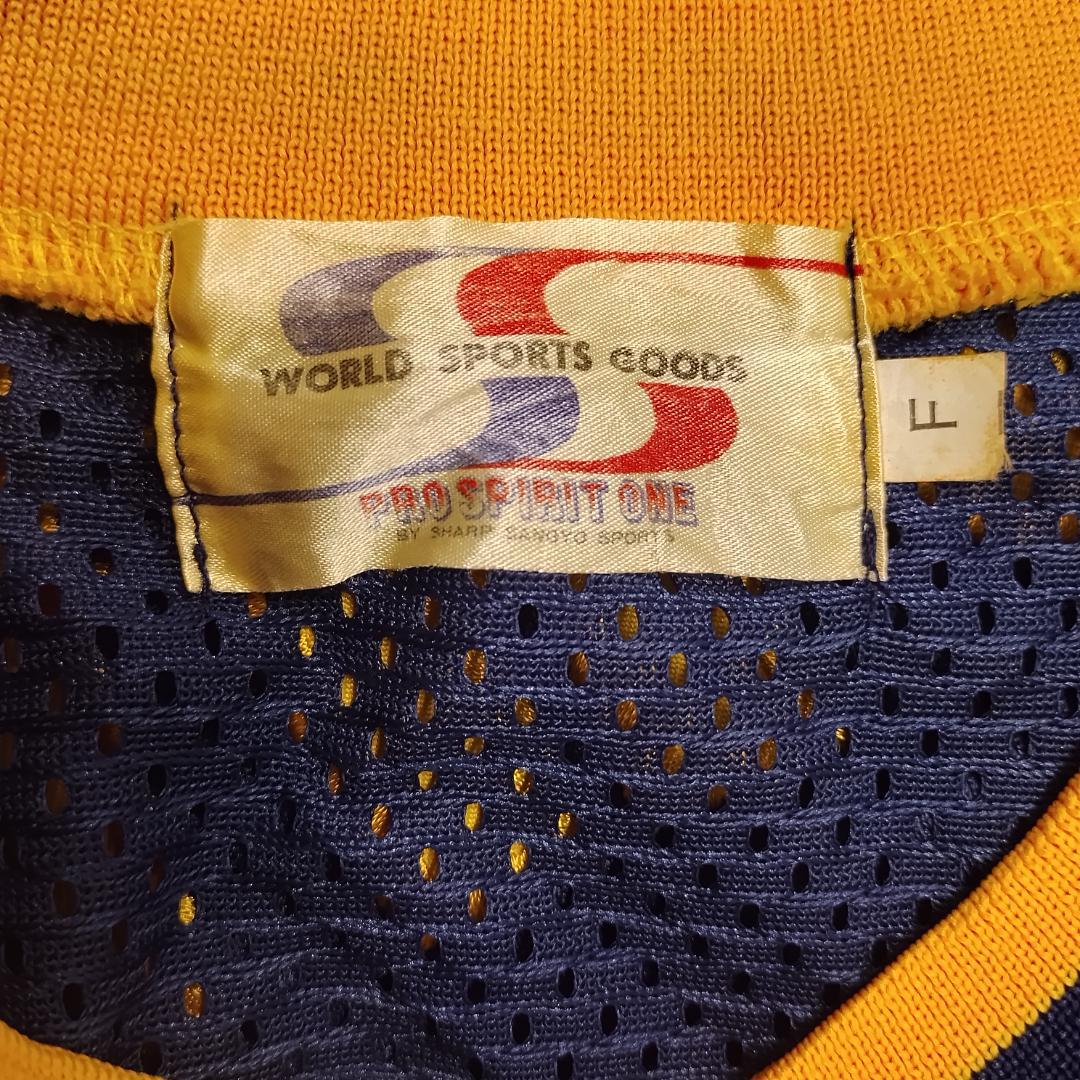 WORLD SPORTS GOODS
PRO SPIRIT ONE
BY SHARP SANGYO SPORTS
F